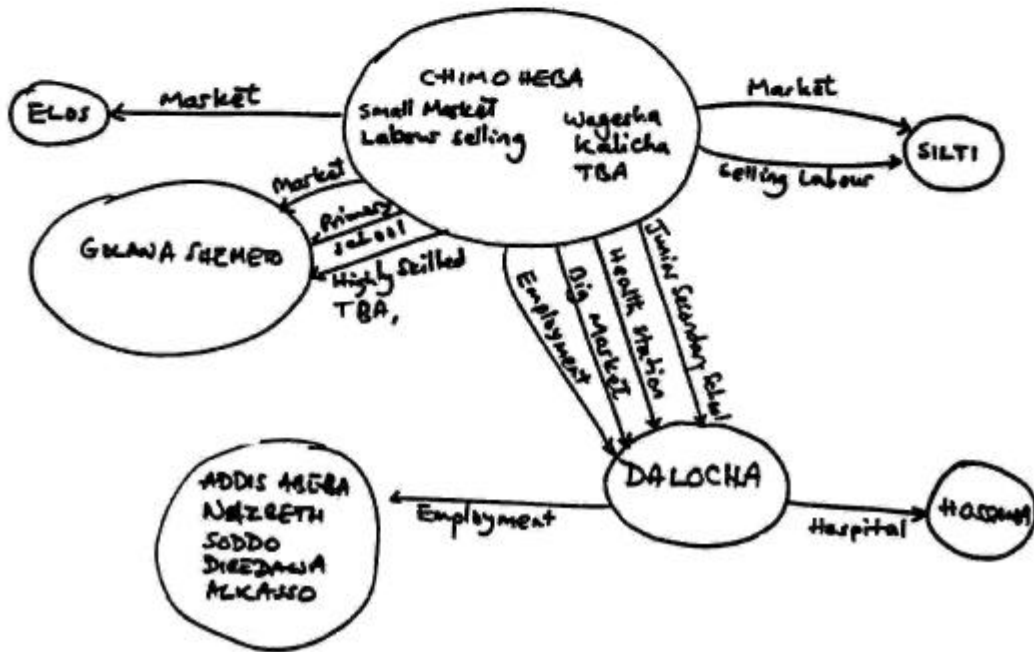 CHIMO HEBA
Small Market
Labour Selling
Wagesha
Kalicha
TBA
ELOS
Market
Market
Selling Labour
SILTI
Market
Primary
School
Highly Skilled
TBA,
GOLANA SHEMETO
Employment
Big Market
Health Station
Junior Secondary School
DALOCHA
ADDIS ABEBA
NAZRETH
SODDO
DIREDAWA
ALKASSO
Employment
Hospital